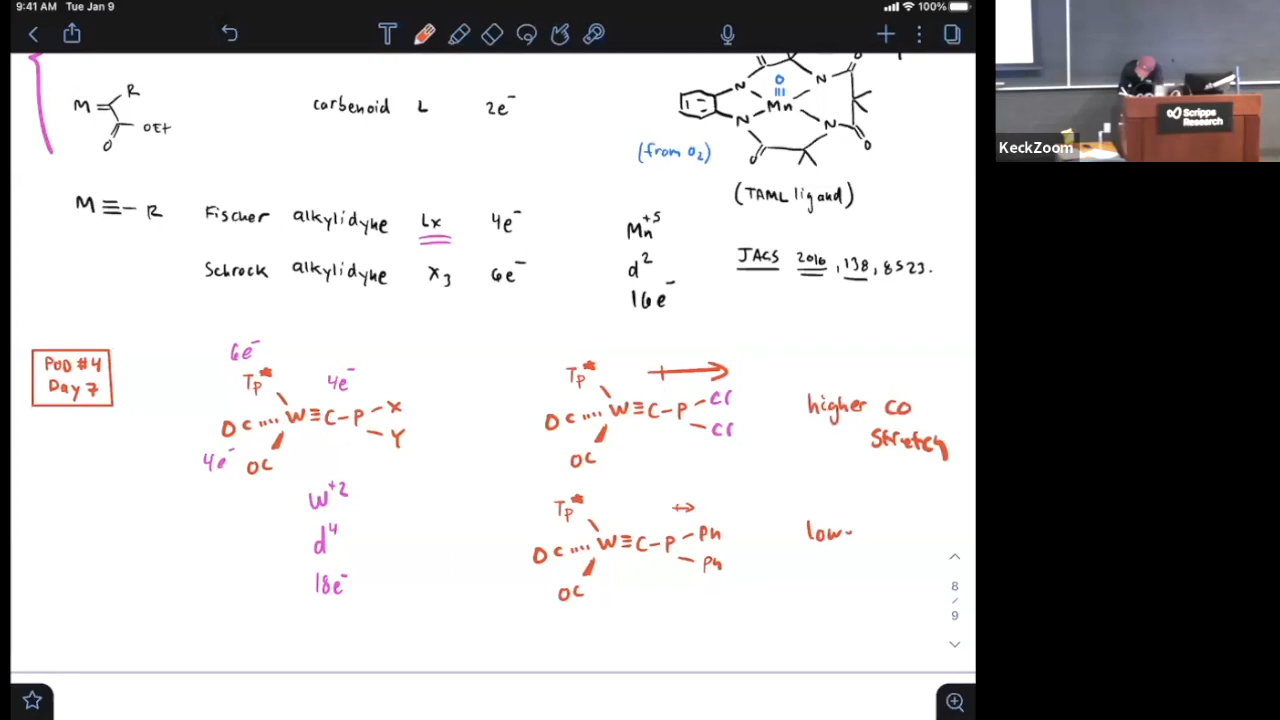 9:41 AM Tue Jan 9
100%
M = R
OEt
O
carbenoid L 2e⁻
O
N N
Mn
N N
O O
(from O₂)
(TAML ligand)
M≡-R Fischer alkylidyne LX 4e⁻
Schrock alkylidyne X₃ 6e⁻
Mn⁺⁵
d²
16e⁻
JACS 2016, 138, 8523.
POD #4
Day 7
6e⁻
Tp*
4e⁻
OC W≡C-P X
Y
4e⁻ OC
W⁺²
d⁴
18e⁻
Tp*
OC W≡C-P Cl
Cl
OC
higher CO
stretch
Tp*
OC W≡C-P Ph
Ph
OC
low
8
/
9
Scripps
Research
KeckZoom